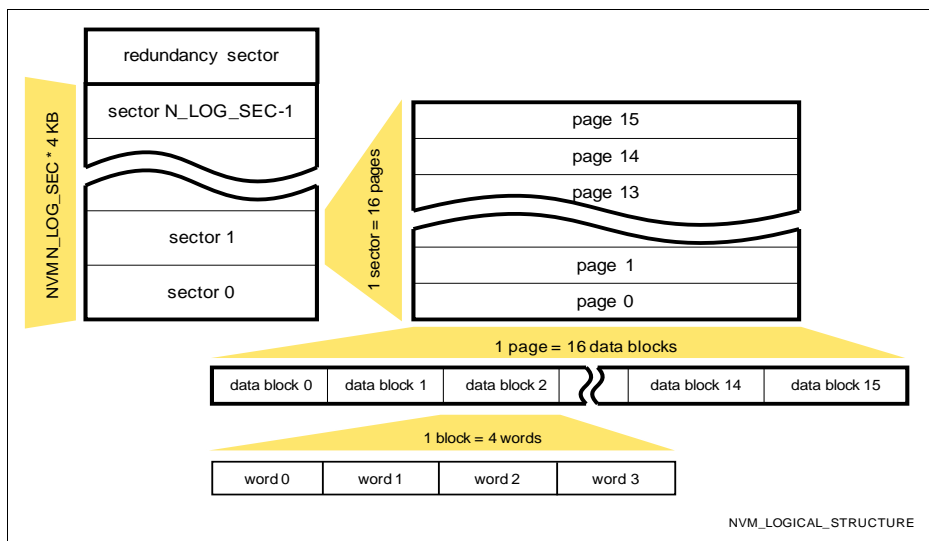 redundancy sector
sector N_LOG_SEC-1
sector 1
sector 0
NVM N_LOG_SEC * 4 KB
1 sector = 16 pages
page 15
page 14
page 13
page 1
page 0
1 page = 16 data blocks
data block 0 data block 1 data block 2 data block 14 data block 15
1 block = 4 words
word 0 word 1 word 2 word 3
NVM_LOGICAL_STRUCTURE